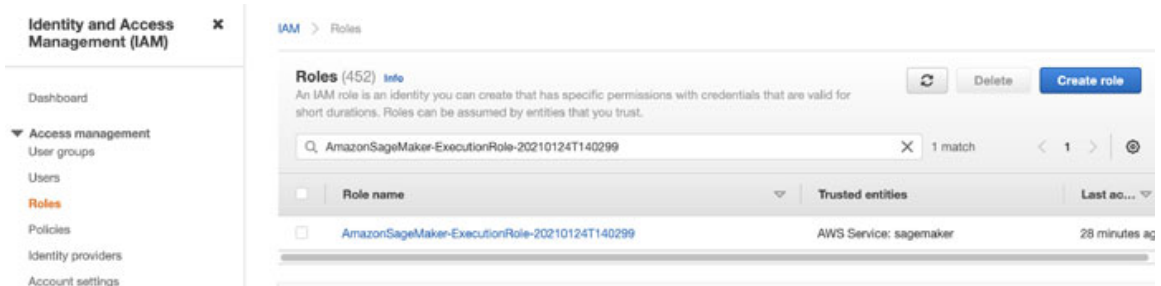 Identity and Access
Management (IAM)
Dashboard
Access management
User groups
Users
Roles
Policies
Identity providers
Account settings
IAM > Roles
Roles (452) Info
An IAM role is an identity you can create that has specific permissions with credentials that are valid for
short durations. Roles can be assumed by entities that you trust.
Delete
Create role
AmazonSageMaker-ExecutionRole-20210124T140299
1 match
1
Role name
Trusted entities
Last ac...
AmazonSageMaker-ExecutionRole-20210124T140299
AWS Service: sagemaker
28 minutes ag